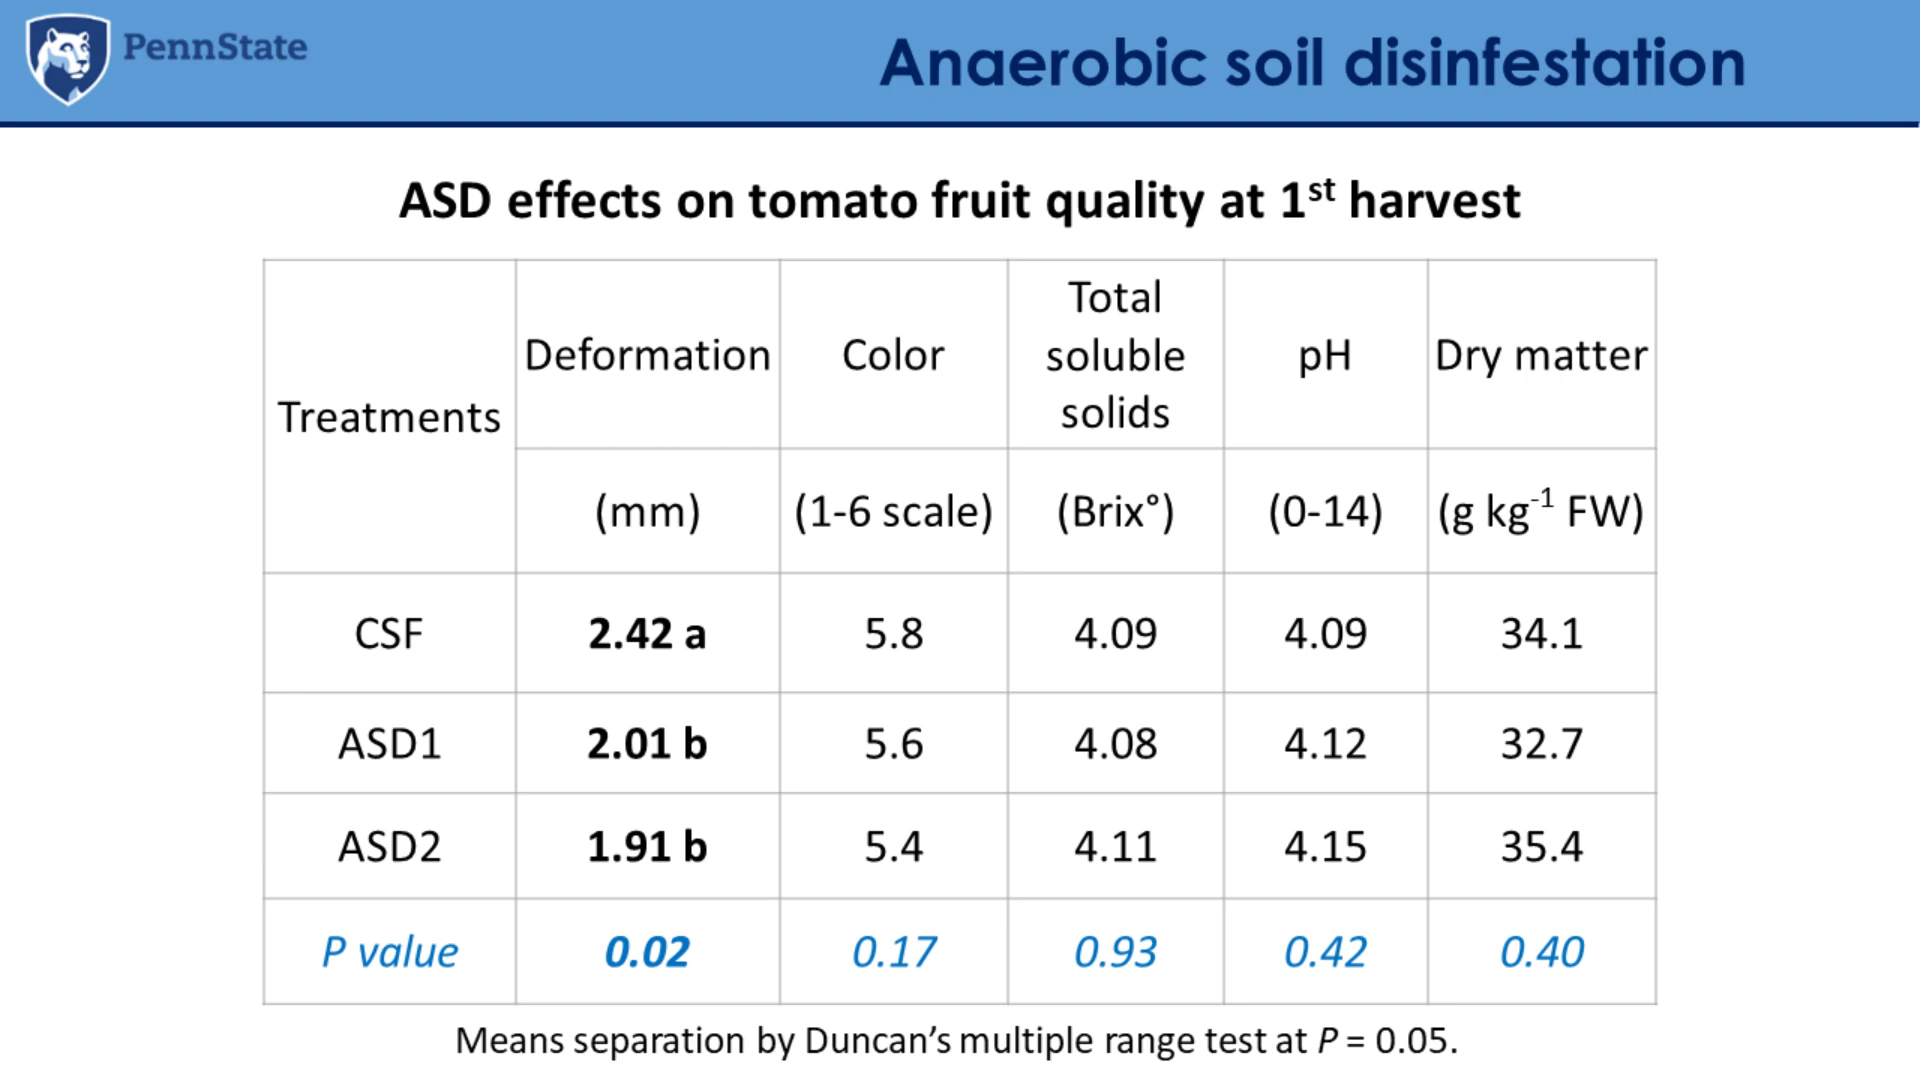 PennState
Anaerobic soil disinfestation
ASD effects on tomato fruit quality at 1st harvest
Treatments
Deformation
Color
Total
soluble
solids
pH
Dry matter
(mm)
(1-6 scale)
(Brix°)
(0-14)
(g kg-1 FW)
CSF 2.42 a 5.8 4.09 4.09 34.1
ASD1 2.01 b 5.6 4.08 4.12 32.7
ASD2 1.91 b 5.4 4.11 4.15 35.4
P value 0.02 0.17 0.93 0.42 0.40
Means separation by Duncan’s multiple range test at P = 0.05.